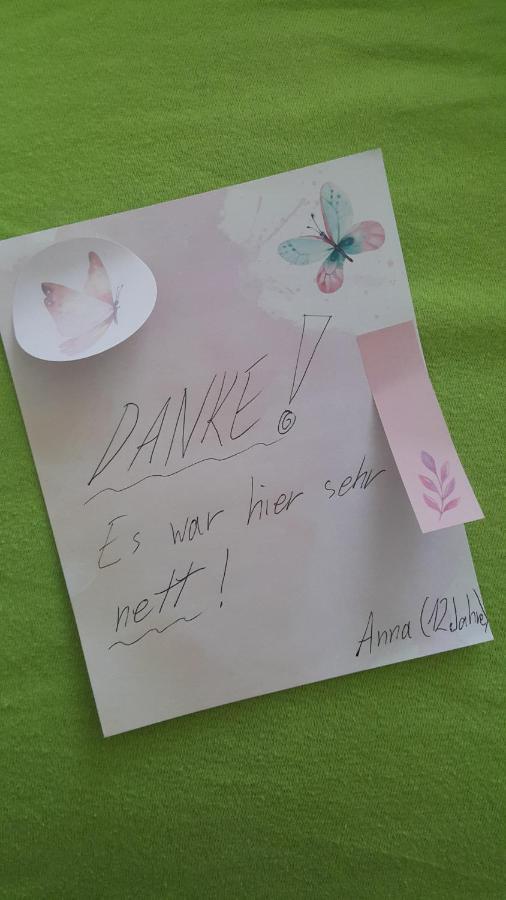 DANKE!
Es war hier sehr
nett!
Anna (12 Jahre)